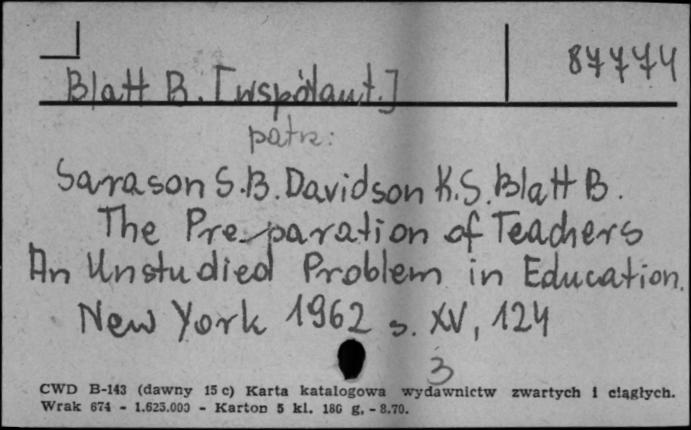 87774
Blatt B. [współaut.]
patrz:
Sarason S.B. Davidson K.S. Blatt B.
The Preparation of Teachers
An Unstudied Problem in Education.
New York 1962 s. XV, 124
3
CWD B-143 (dawny 15 c) Karta katalogowa wydawnictw zwartych i ciągłych.
Wrak 674 - 1.625.000 - Karton 5 kl. 180 g. - 8.70.